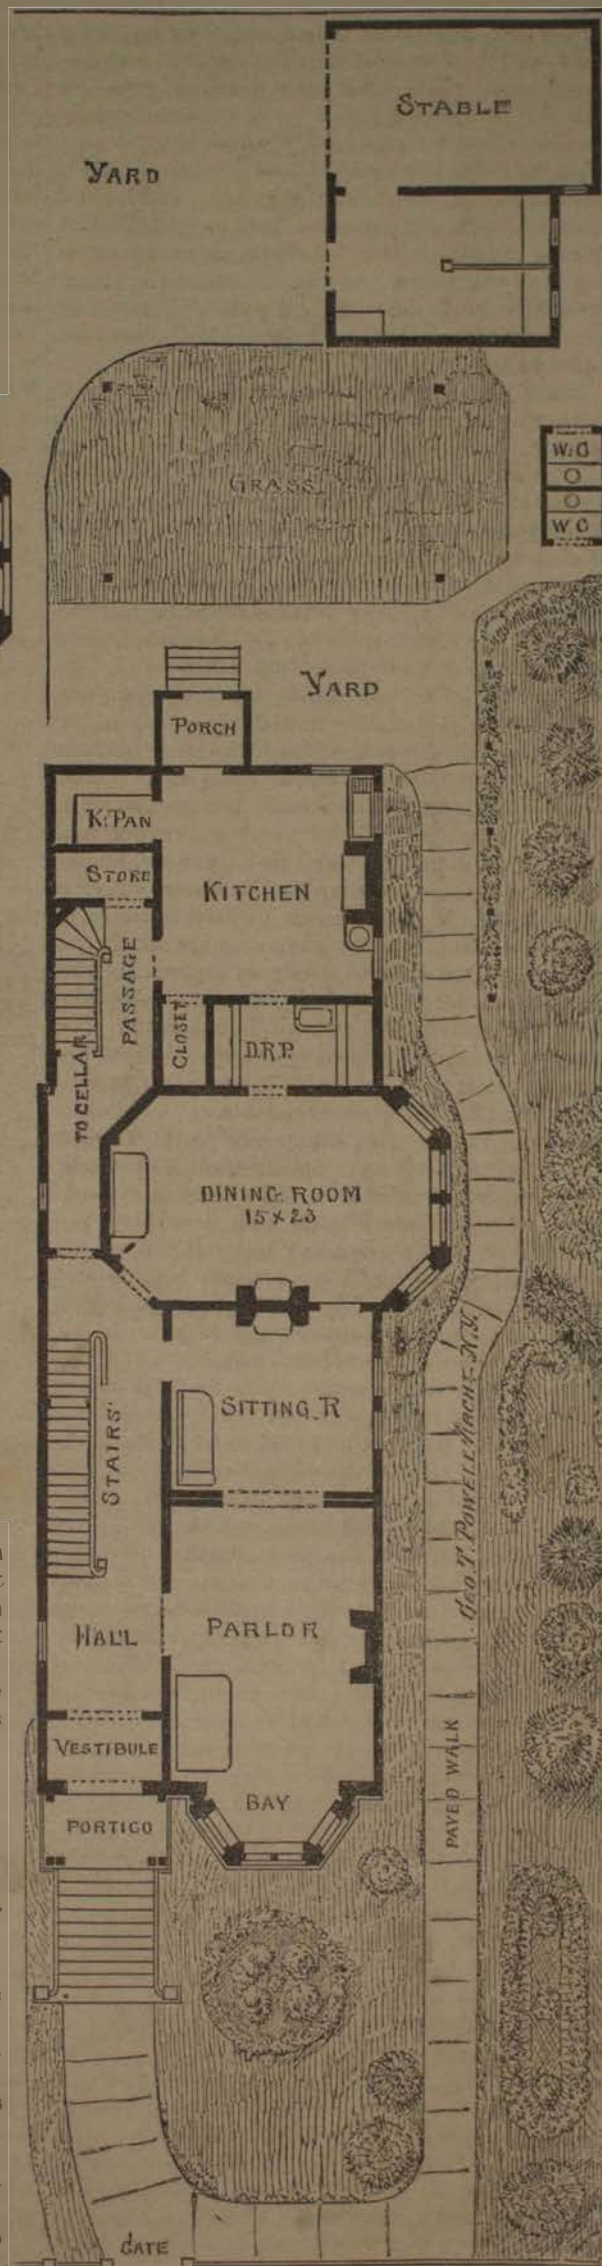 STABLE
YARD
W.C
GRASS
W C
YARD
PORCH
K. PAN
STORE
KITCHEN
PASSAGE
CLOSET
D.R.P.
TO CELLAR
DINING ROOM
15 x 23
SITTING R
STAIRS
GEO. T. POWELL ARCHT. N.Y.
HALL
PARLOR
VESTIBULE
BAY
PAVED WALK
PORTICO
GATE